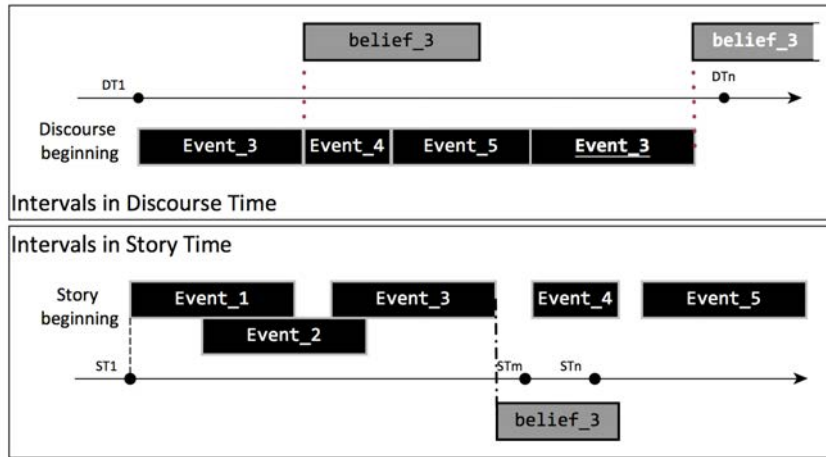 belief_3
belief_3
DT1
DTn
Discourse
beginning
Event_3
Event_4
Event_5
Event_3
Intervals in Discourse Time
Intervals in Story Time
Story
beginning
Event_1
Event_3
Event_4
Event_5
Event_2
ST1
STm
STn
belief_3